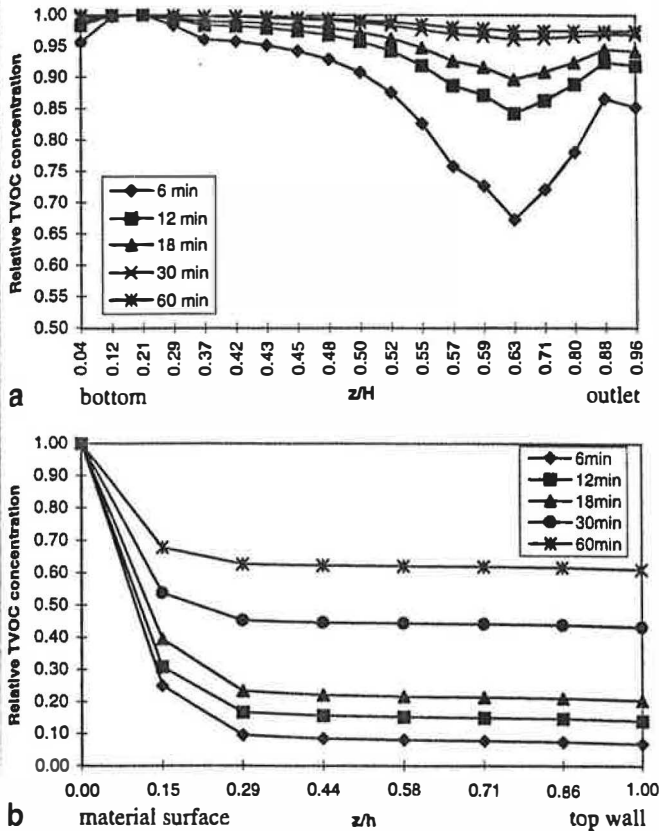 Relative TVOC concentration
1.00
0.95
0.90
0.85
0.80
0.75
0.70
0.65
0.60
0.55
0.50
6 min
12 min
18 min
30 min
60 min
0.04
0.12
0.21
0.29
0.37
0.42
0.43
0.45
0.48
0.50
0.52
0.55
0.57
0.59
0.63
0.71
0.80
0.88
0.96
a
bottom
z/H
outlet
Relative TVOC concentration
1.00
0.90
0.80
0.70
0.60
0.50
0.40
0.30
0.20
0.10
0.00
6min
12min
18min
30min
60min
0.00
0.15
0.29
0.44
0.58
0.71
0.86
1.00
b
material surface
z/h
top wall